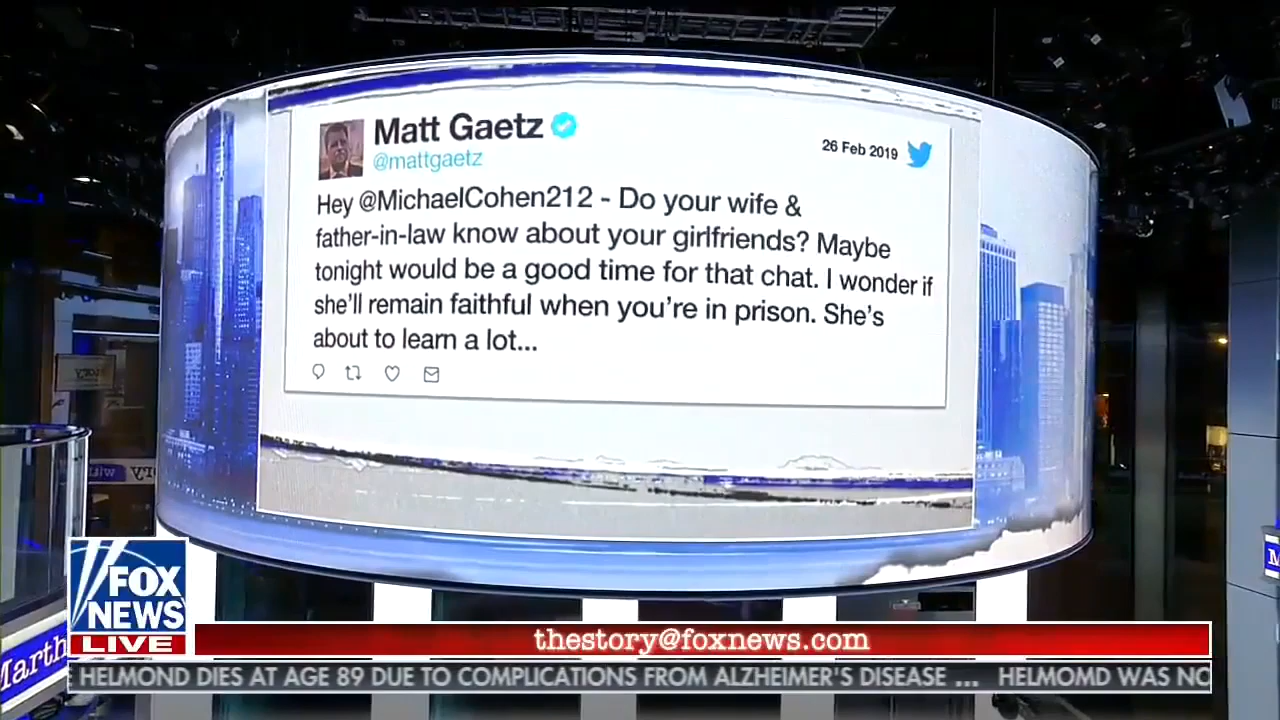 Matt Gaetz
@mattgaetz
26 Feb 2019
Hey @MichaelCohen212 - Do your wife &
father-in-law know about your girlfriends? Maybe
tonight would be a good time for that chat. I wonder if
she'll remain faithful when you're in prison. She's
about to learn a lot...
FOX
NEWS
LIVE
thestory@foxnews.com
HELMOND DIES AT AGE 89 DUE TO COMPLICATIONS FROM ALZHEIMER'S DISEASE ... HELMOMD WAS NO